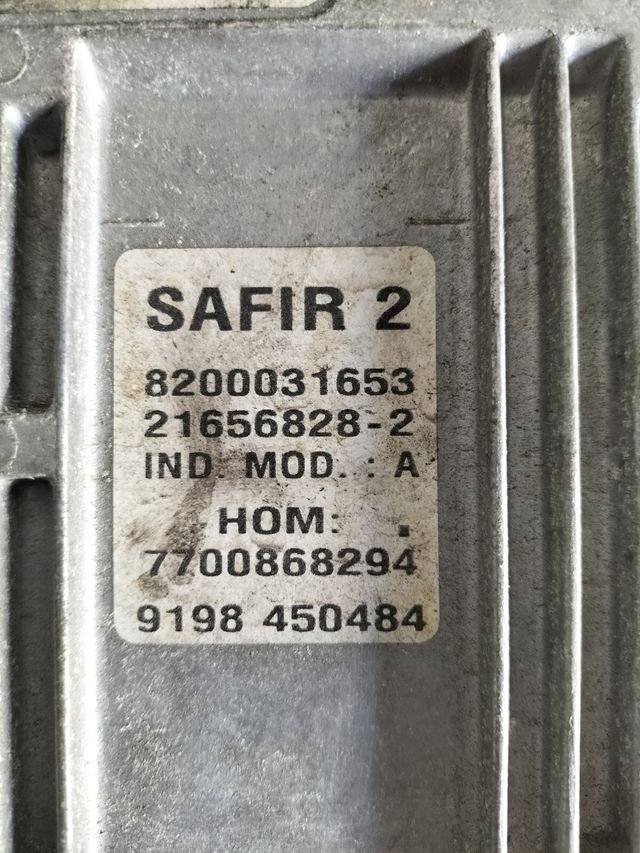 SAFIR 2
8200031653
21656828-2
IND. MOD. : A
HOM: .
7700868294
9198 450484